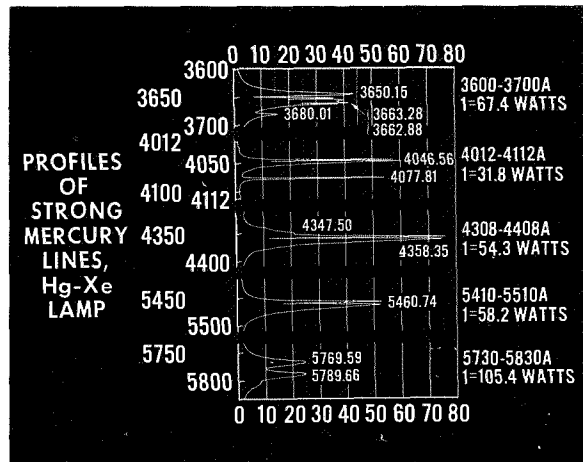 0 10 20 30 40 50 60 70 80
3600
3650
3700
3650.15
3680.01
3663.28
3662.88
3600-3700A
1=67.4 WATTS
4012
4050
4100
4112
4046.56
4077.81
4012-4112A
1=31.8 WATTS
PROFILES
OF
STRONG
MERCURY
LINES,
Hg-Xe
LAMP
4350
4400
4347.50
4358.35
4308-4408A
1=54.3 WATTS
5450
5500
5460.74
5410-5510A
1=58.2 WATTS
5750
5800
5769.59
5789.66
5730-5830A
1=105.4 WATTS
0 10 20 30 40 50 60 70 80